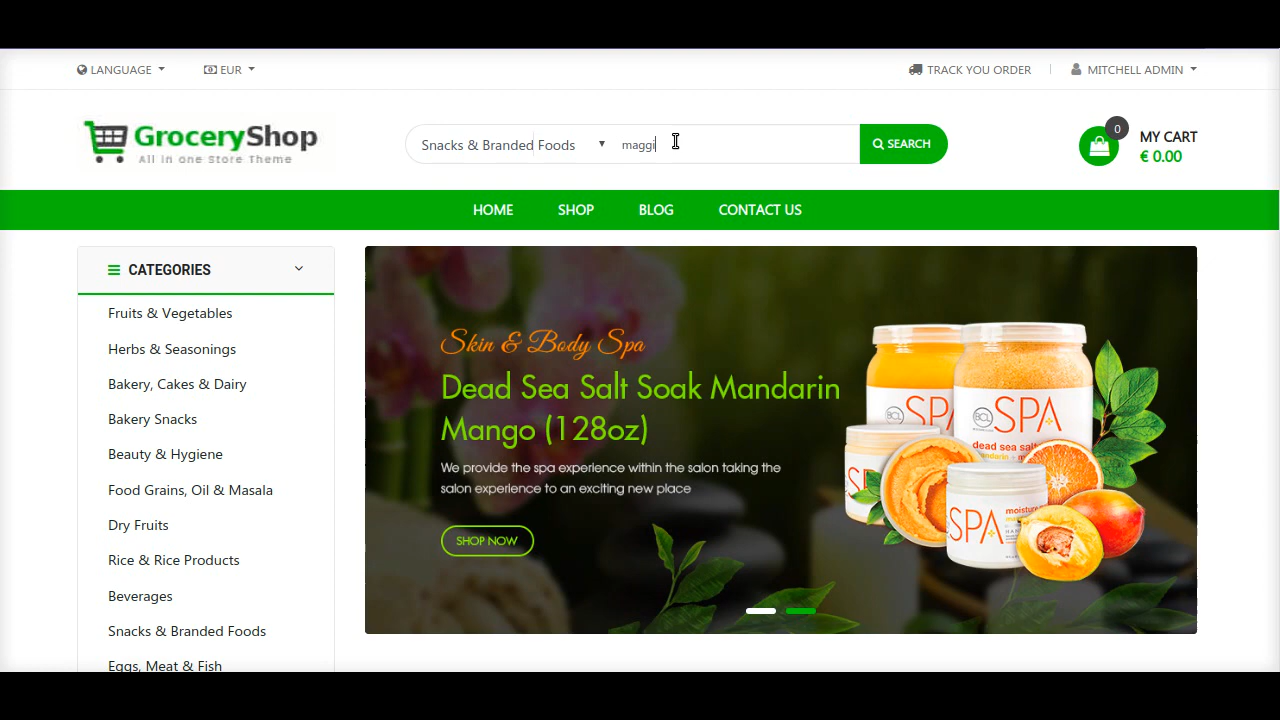 LANGUAGE
EUR
TRACK YOU ORDER
MITCHELL ADMIN
GroceryShop
All in one Store Theme
Snacks & Branded Foods
maggi
SEARCH
0
MY CART
€ 0.00
HOME
SHOP
BLOG
CONTACT US
CATEGORIES
Fruits & Vegetables
Herbs & Seasonings
Bakery, Cakes & Dairy
Bakery Snacks
Beauty & Hygiene
Food Grains, Oil & Masala
Dry Fruits
Rice & Rice Products
Beverages
Snacks & Branded Foods
Eggs, Meat & Fish
Skin & Body Spa
Dead Sea Salt Soak Mandarin
Mango (128oz)
We provide the spa experience within the salon taking the
salon experience to an exciting new place
SHOP NOW
BCL
SPA
dead sea salt
SPA